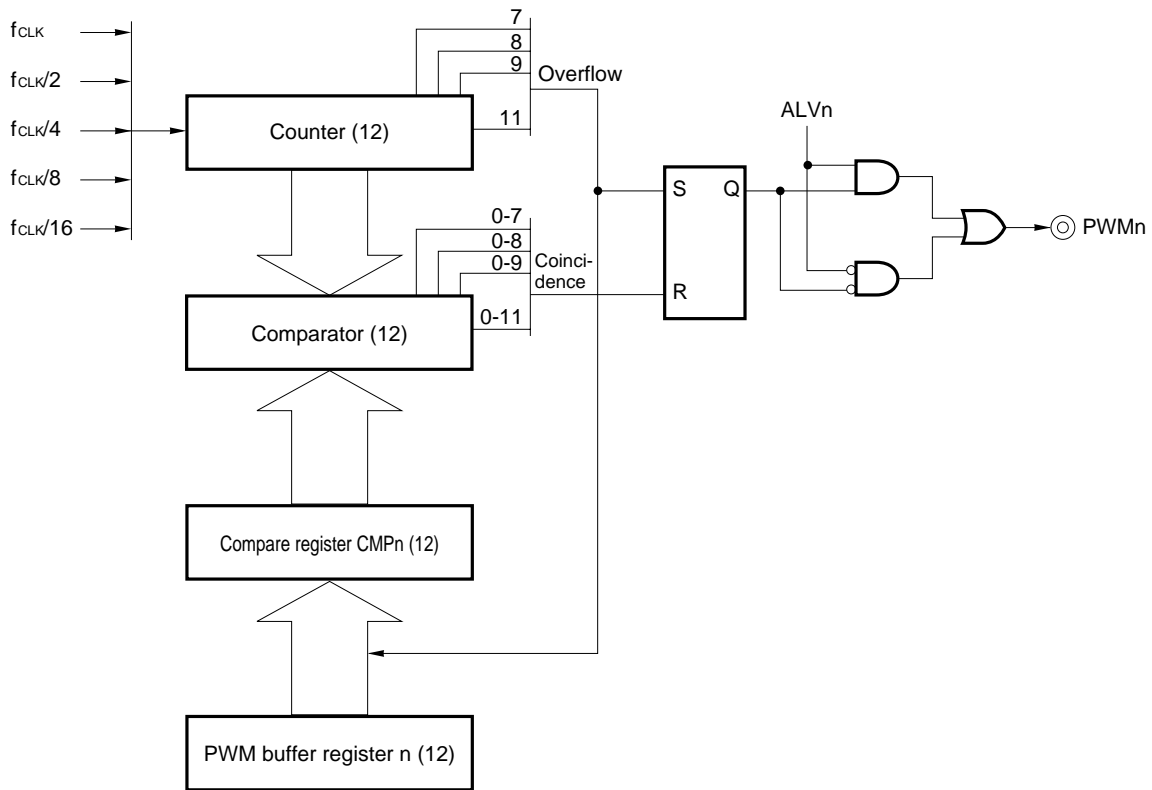 fCLK
fCLK/2
fCLK/4
fCLK/8
fCLK/16
Counter (12)
7
8
9
11
Overflow
Comparator (12)
0-7
0-8
0-9
0-11
Coinci-
dence
S
Q
R
ALVn
PWMn
Compare register CMPn (12)
PWM buffer register n (12)